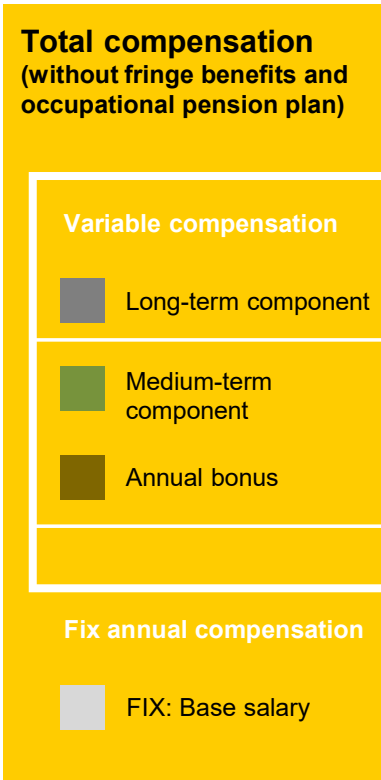 Total compensation
(without fringe benefits and
occupational pension plan)
Variable compensation
Long-term component
Medium-term
component
Annual bonus
Fix annual compensation
FIX: Base salary